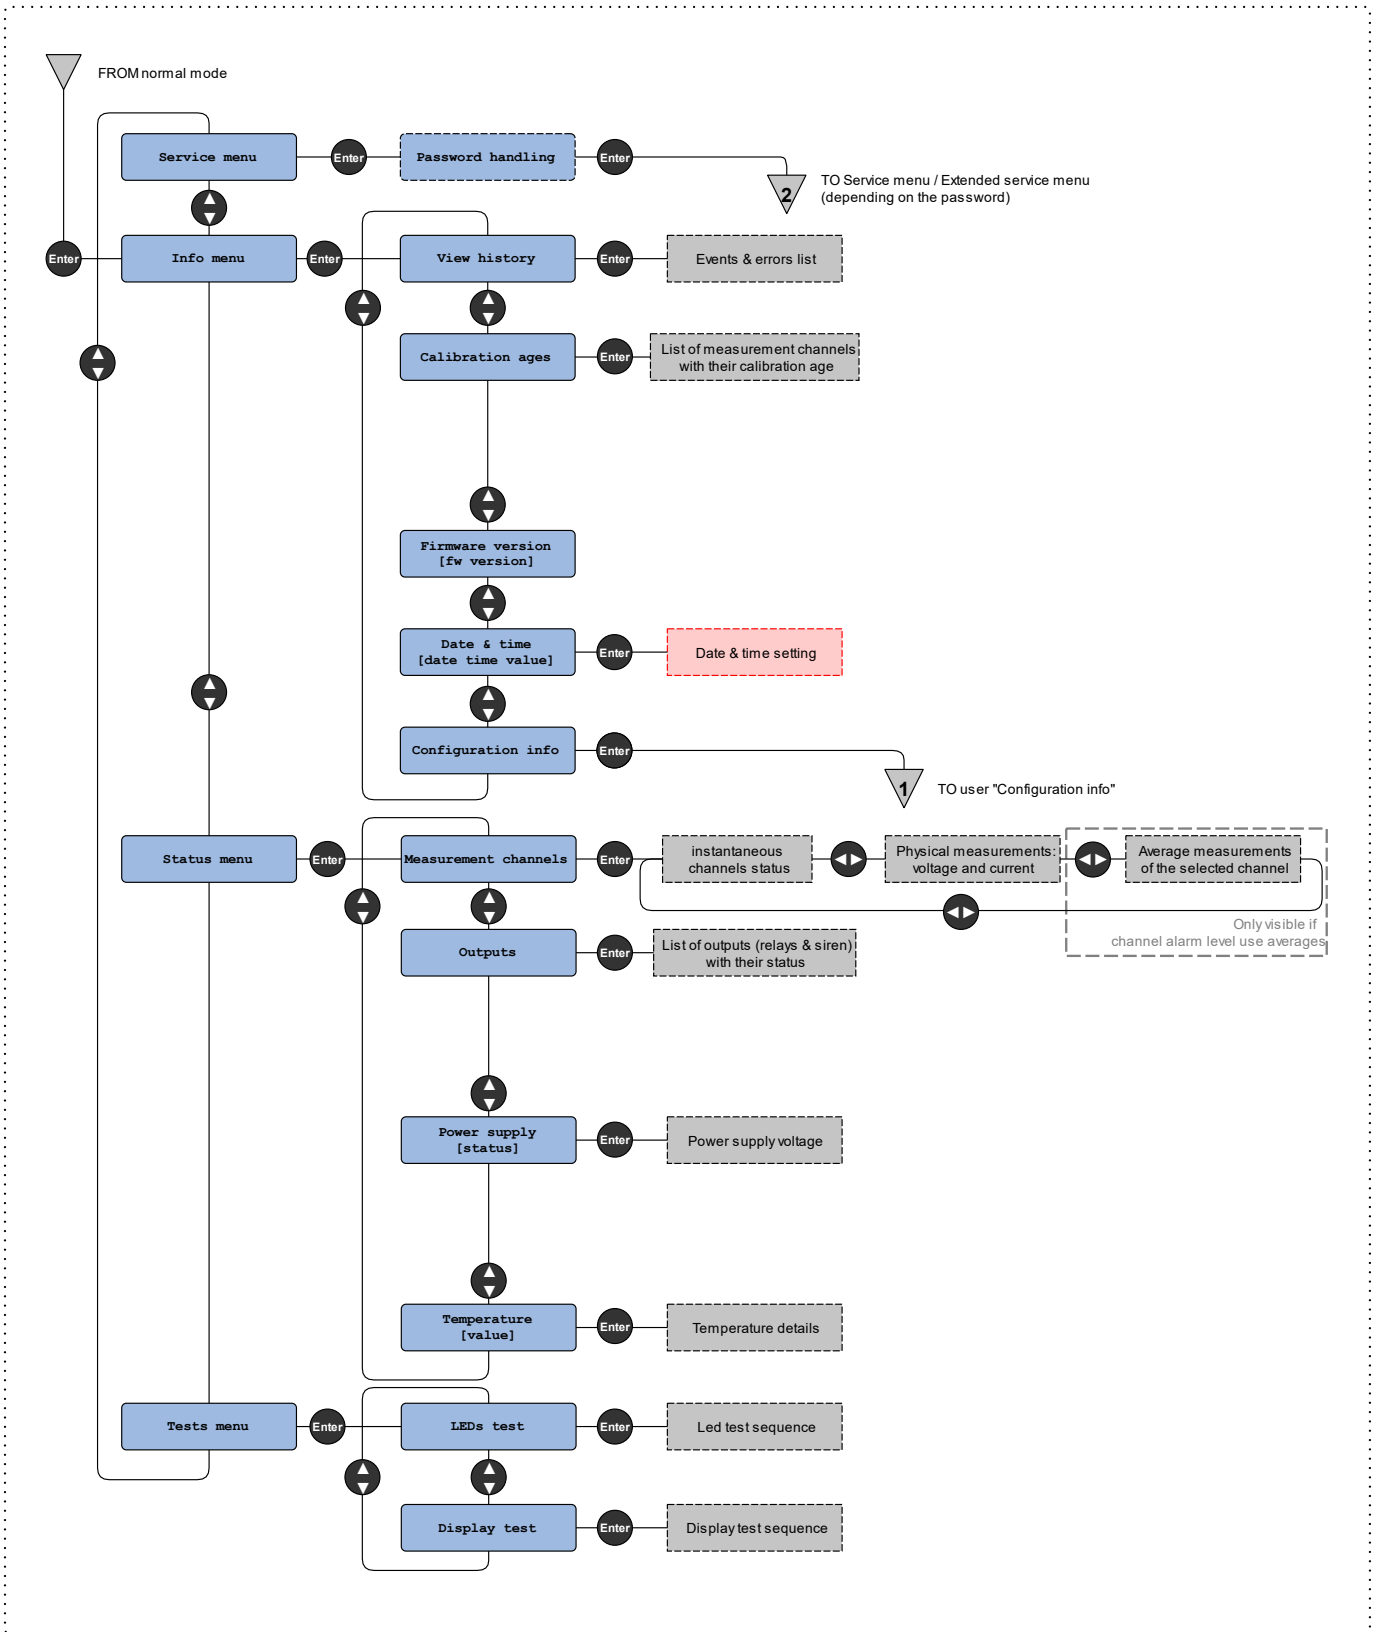 FROM normal mode
Service menu
Enter
Password handling
Enter
2
TO Service menu / Extended service menu
(depending on the password)
Enter
Info menu
Enter
View history
Enter
Events & errors list
Calibration ages
Enter
List of measurement channels
with their calibration age
Firmware version
[fw version]
Date & time
[date time value]
Enter
Date & time setting
Configuration info
Enter
1
TO user "Configuration info"
Status menu
Enter
Measurement channels
Enter
instantaneous
channels status
Physical measurements:
voltage and current
Average measurements
of the selected channel
Only visible if
channel alarm level use averages
Outputs
Enter
List of outputs (relays & siren)
with their status
Power supply
[status]
Enter
Power supply voltage
Temperature
[value]
Enter
Temperature details
Tests menu
Enter
LEDs test
Enter
Led test sequence
Display test
Enter
Display test sequence